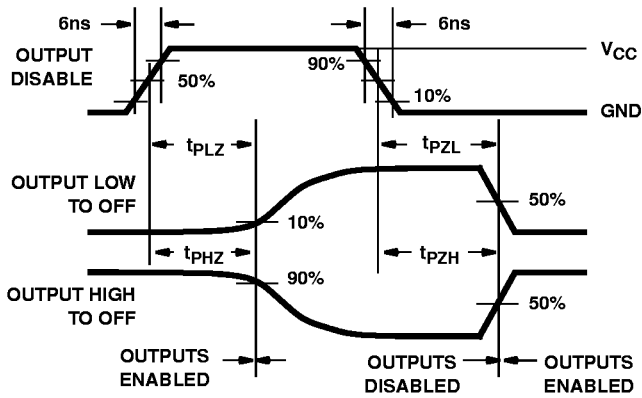 6ns
6ns
OUTPUT
DISABLE
90%
50%
10%
VCC
GND
tPLZ
tPZL
OUTPUT LOW
TO OFF
10%
50%
tPHZ
tPZH
OUTPUT HIGH
TO OFF
90%
50%
OUTPUTS
ENABLED
OUTPUTS
DISABLED
OUTPUTS
ENABLED